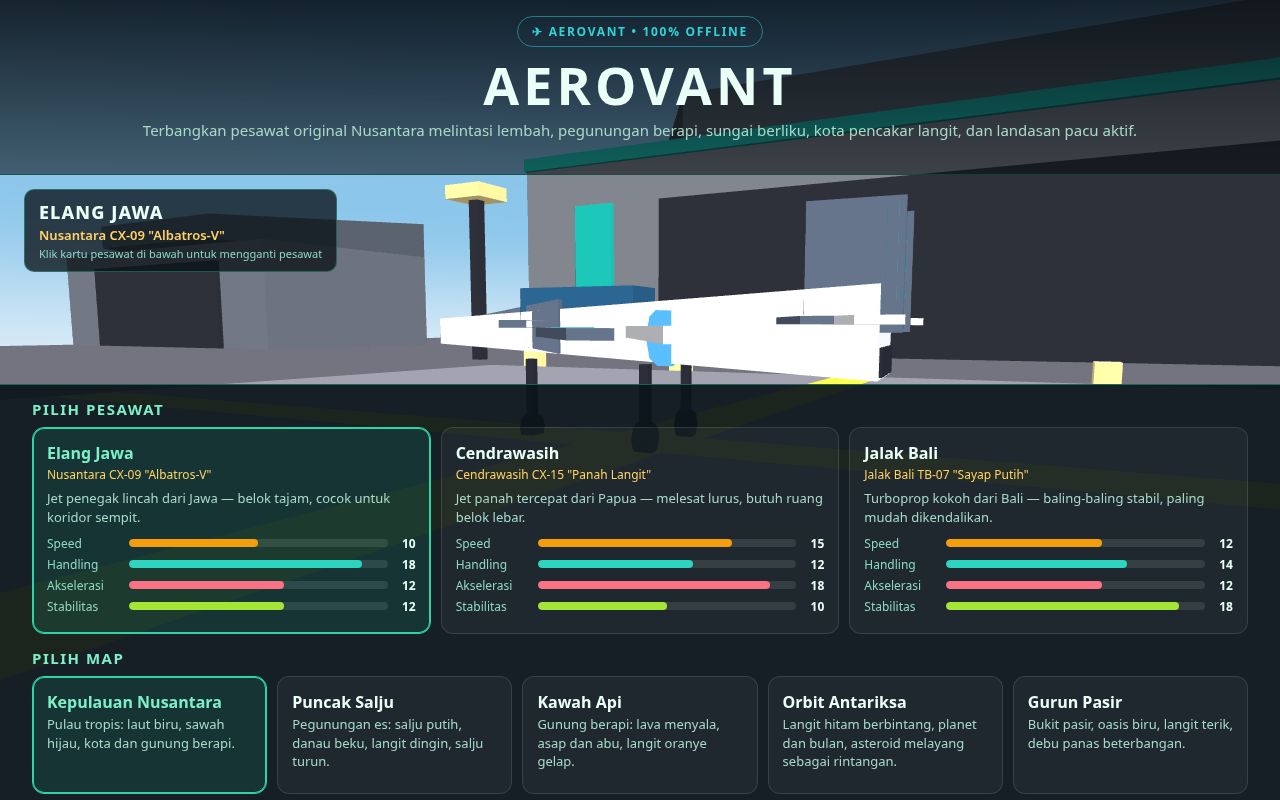 ✈ AEROVANT • 100% OFFLINE
AEROVANT
Terbangkan pesawat original Nusantara melintasi lembah, pegunungan berapi, sungai berliku, kota pencakar langit, dan landasan pacu aktif.
ELANG JAWA
Nusantara CX-09 "Albatros-V"
Klik kartu pesawat di bawah untuk mengganti pesawat
PILIH PESAWAT
Elang Jawa
Nusantara CX-09 "Albatros-V"
Jet penegak lincah dari Jawa — belok tajam, cocok untuk
koridor sempit.
Speed 10
Handling 18
Akselerasi 12
Stabilitas 12
Cendrawasih
Cendrawasih CX-15 "Panah Langit"
Jet panah tercepat dari Papua — melesat lurus, butuh ruang
belok lebar.
Speed 15
Handling 12
Akselerasi 18
Stabilitas 10
Jalak Bali
Jalak Bali TB-07 "Sayap Putih"
Turboprop kokoh dari Bali — baling-baling stabil, paling
mudah dikendalikan.
Speed 12
Handling 14
Akselerasi 12
Stabilitas 18
PILIH MAP
Kepulauan Nusantara
Pulau tropis: laut biru, sawah
hijau, kota dan gunung berapi.
Puncak Salju
Pegunungan es: salju putih,
danau beku, langit dingin, salju
turun.
Kawah Api
Gunung berapi: lava menyala,
asap dan abu, langit oranye
gelap.
Orbit Antariksa
Langit hitam berbintang, planet
dan bulan, asteroid melayang
sebagai rintangan.
Gurun Pasir
Bukit pasir, oasis biru, langit terik,
debu panas beterbangan.